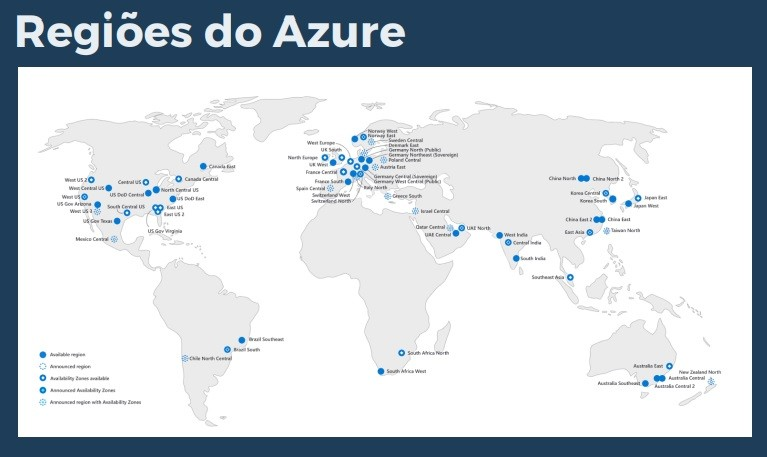 Regiões do Azure
Norway West
Norway East
Sweden Central
Denmark East
Germany North (Public)
Germany Northeast (Sovereign)
Poland Central
West Europe
UK South
North Europe
UK West
Austria East
France Central
Germany Central (Sovereign)
Germany West Central (Public)
France South
Italy North
Spain Central
Switzerland West
Switzerland North
Greece South
Israel Central
Qatar Central
UAE North
UAE Central
Canada East
Canada Central
West US 2
Central US
West Central US
North Central US
US DoD Central
West US
US DoD East
US Gov Arizona
South Central US
East US
West US 3
East US 2
US Gov Texas
US Gov Virginia
Mexico Central
China North
China North 2
Korea Central
Korea South
Japan East
Japan West
China East 2
China East
East Asia
Taiwan North
West India
Central India
South India
Southeast Asia
Brazil Southeast
Brazil South
Chile North Central
South Africa North
South Africa West
Australia East
New Zealand North
Australia Central
Australia Southeast
Australia Central 2
Available region
Announced region
Availability Zones available
Announced Availability Zones
Announced region with Availability Zones